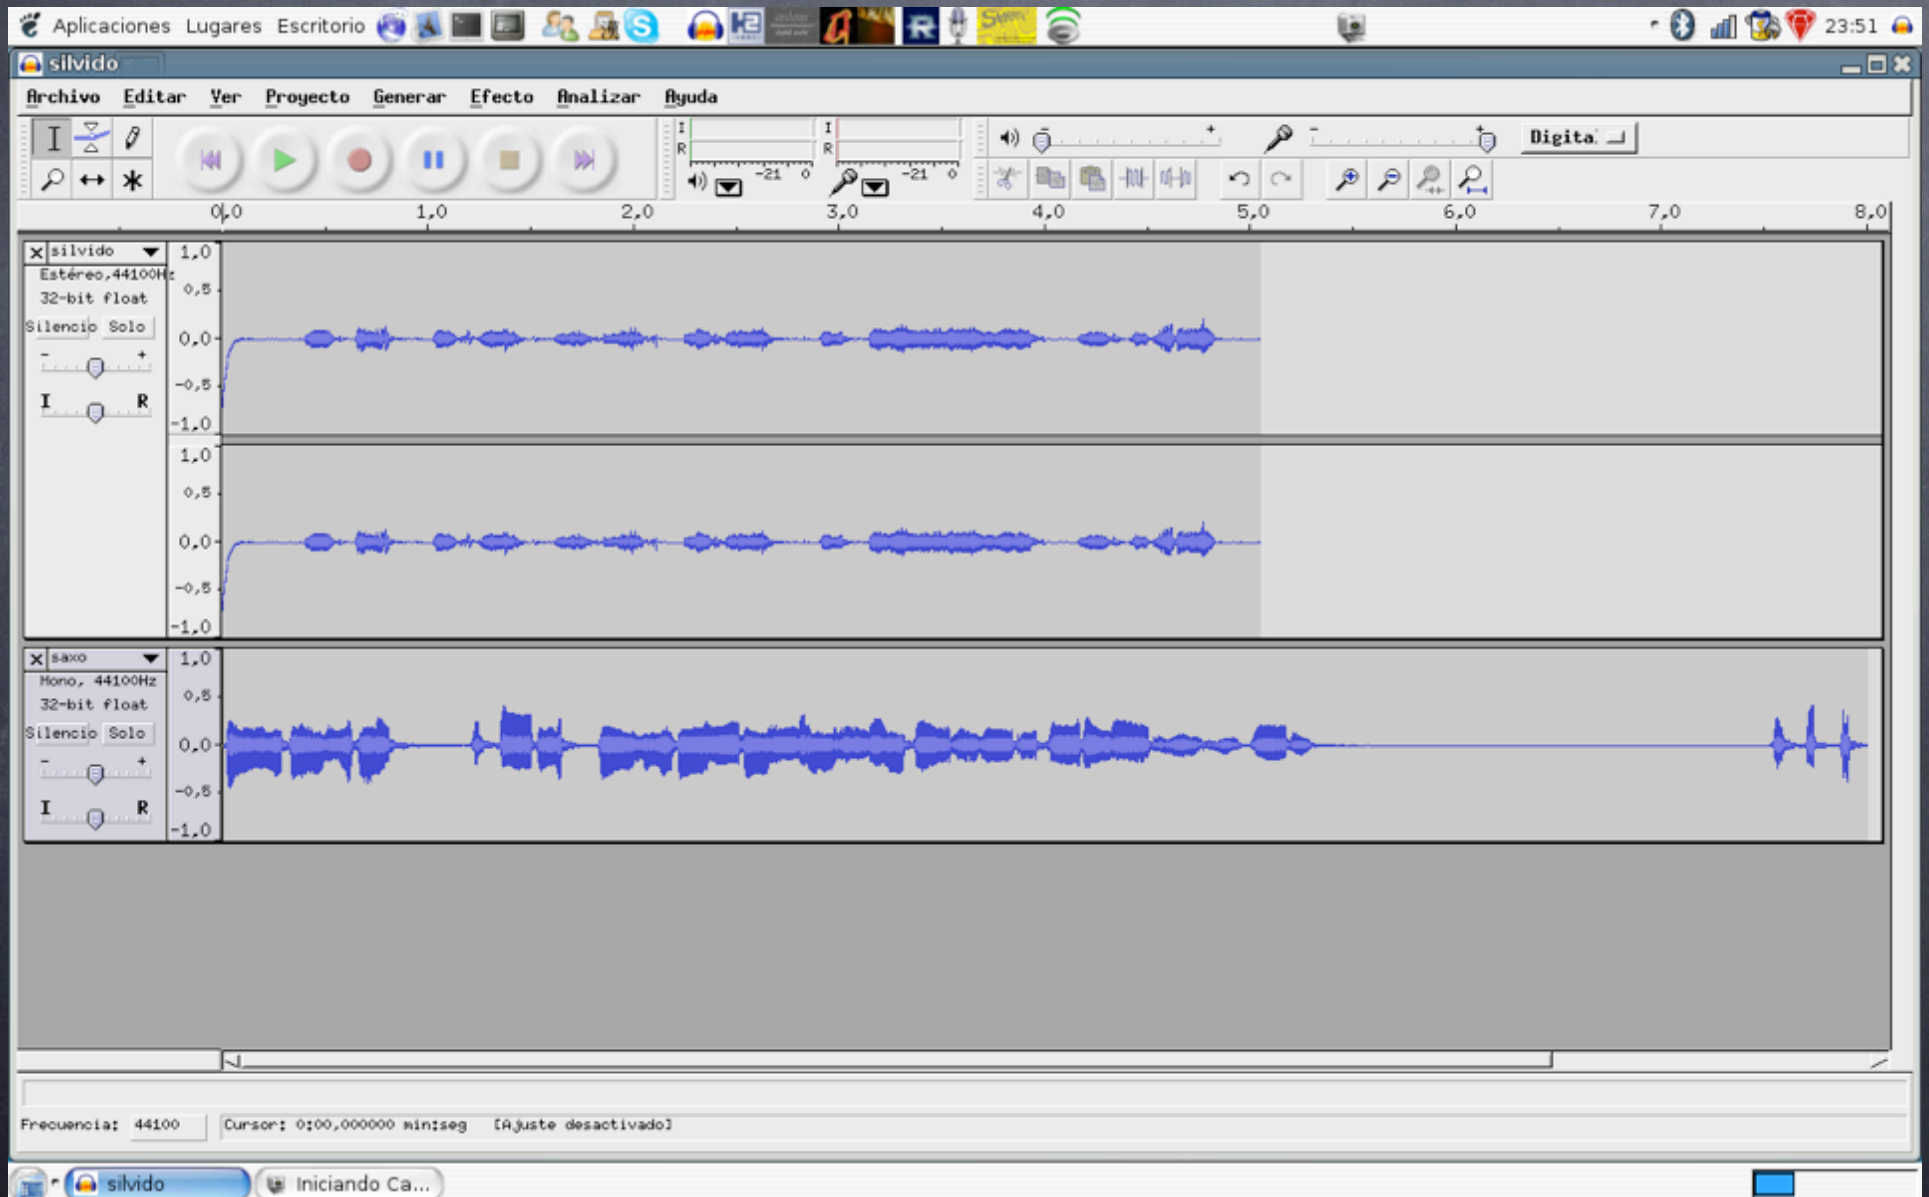 Aplicaciones Lugares Escritorio 23:51
silvido
Archivo Editar Ver Proyecto Generar Efecto Analizar Ayuda
I I
R R
-21 0 -21 0
Digita
0,0 1,0 2,0 3,0 4,0 5,0 6,0 7,0 8,0
silvido
Estéreo,44100Hz
32-bit float
Silencio Solo
- +
I R
1,0
0,5
0,0
-0,5
-1,0
1,0
0,5
0,0
-0,5
-1,0
saxo
Mono, 44100Hz
32-bit float
Silencio Solo
- +
I R
1,0
0,5
0,0
-0,5
-1,0
Frecuencia: 44100 Cursor: 0:00,000000 min:seg [Ajuste desactivado]
silvido Iniciando Ca...